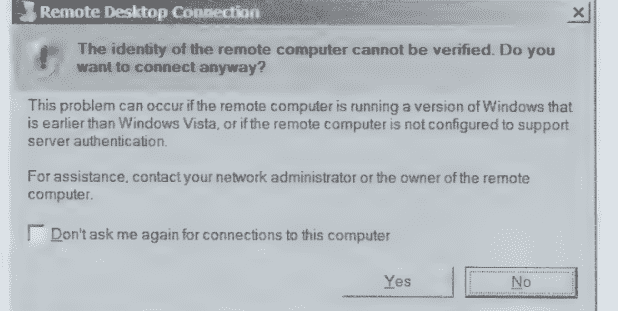 Remote Desktop Connection
The identity of the remote computer cannot be verified. Do you
want to connect anyway?
This problem can occur if the remote computer is running a version of Windows that
is earlier than Windows Vista, or if the remote computer is not configured to support
server authentication.
For assistance, contact your network administrator or the owner of the remote
computer.
Don't ask me again for connections to this computer
Yes No